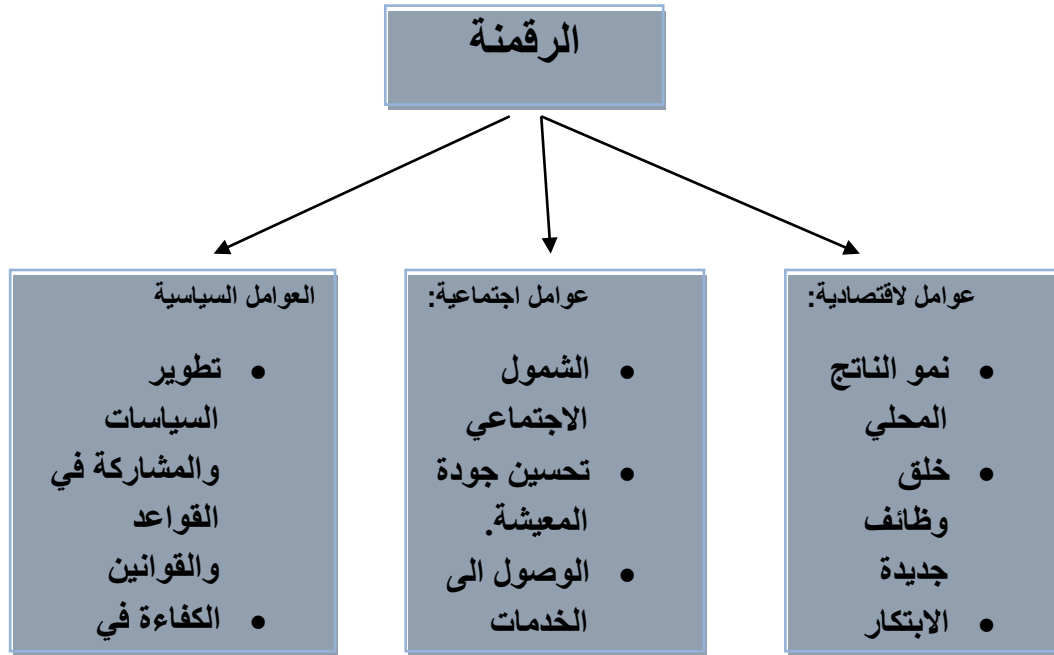 الرقمنة
عوامل لاقتصادية:
• نمو الناتج
المحلي
• خلق
وظائف
جديدة
• الابتكار
عوامل اجتماعية:
• الشمول
الاجتماعي
• تحسين جودة
المعيشة.
• الوصول الى
الخدمات
العوامل السياسية
• تطوير
السياسات
والمشاركة في
القواعد
والقوانين
• الكفاءة في